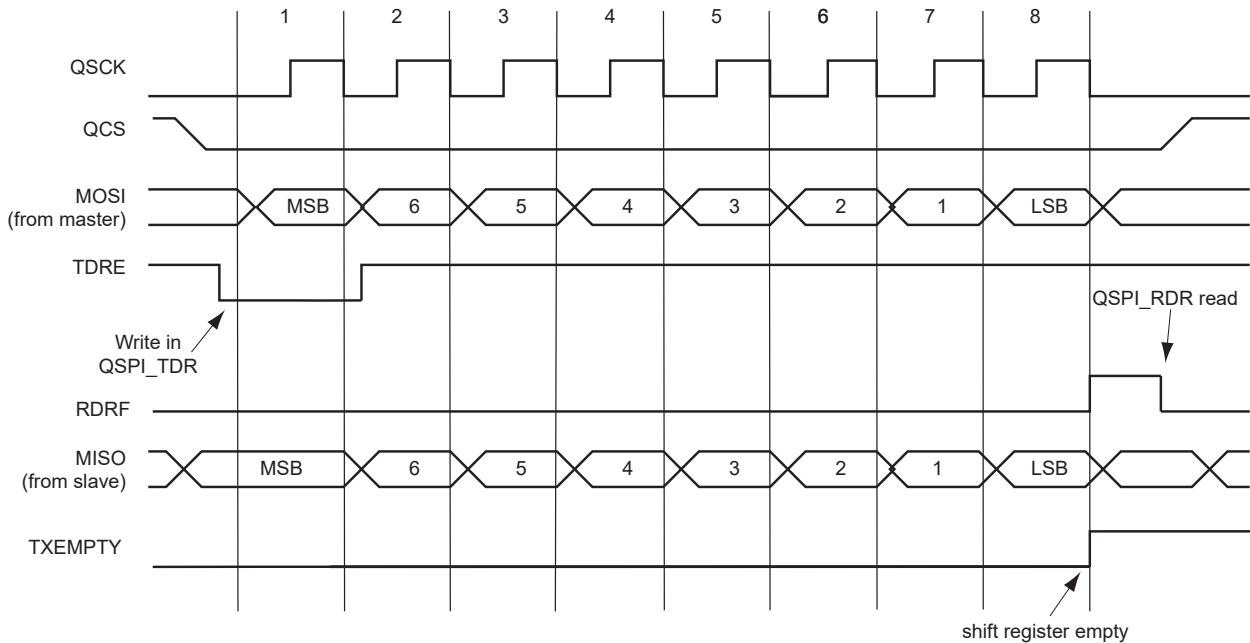 1 2 3 4 5 6 7 8
QSCK
QCS
MOSI
(from master)
MSB 6 5 4 3 2 1 LSB
TDRE
QSPI_RDR read
Write in
QSPI_TDR
RDRF
MISO
(from slave)
MSB 6 5 4 3 2 1 LSB
TXEMPTY
shift register empty